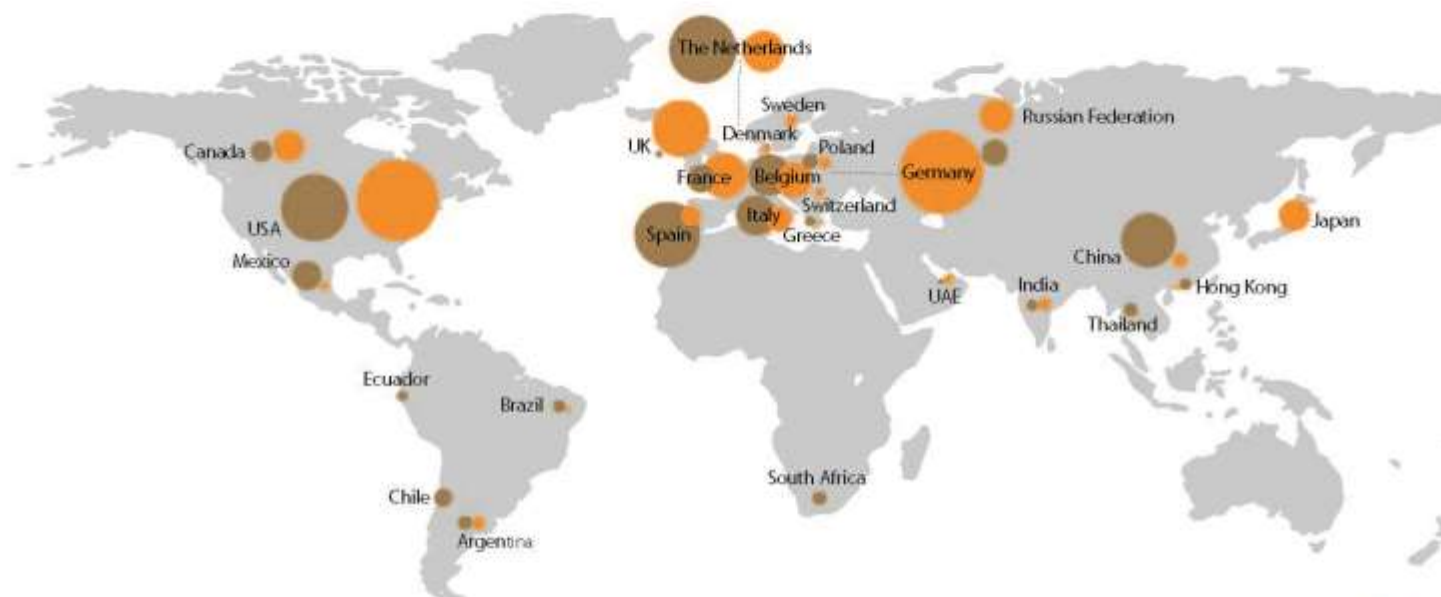 The Netherlands
Sweden
Russian Federation
Denmark
UK
Poland
Canada
France
Belgium
Germany
Switzerland
USA
Spain
Italy
Greece
Japan
Mexico
China
India
Hong Kong
UAE
Thailand
Ecuador
Brazil
South Africa
Chile
Argentina